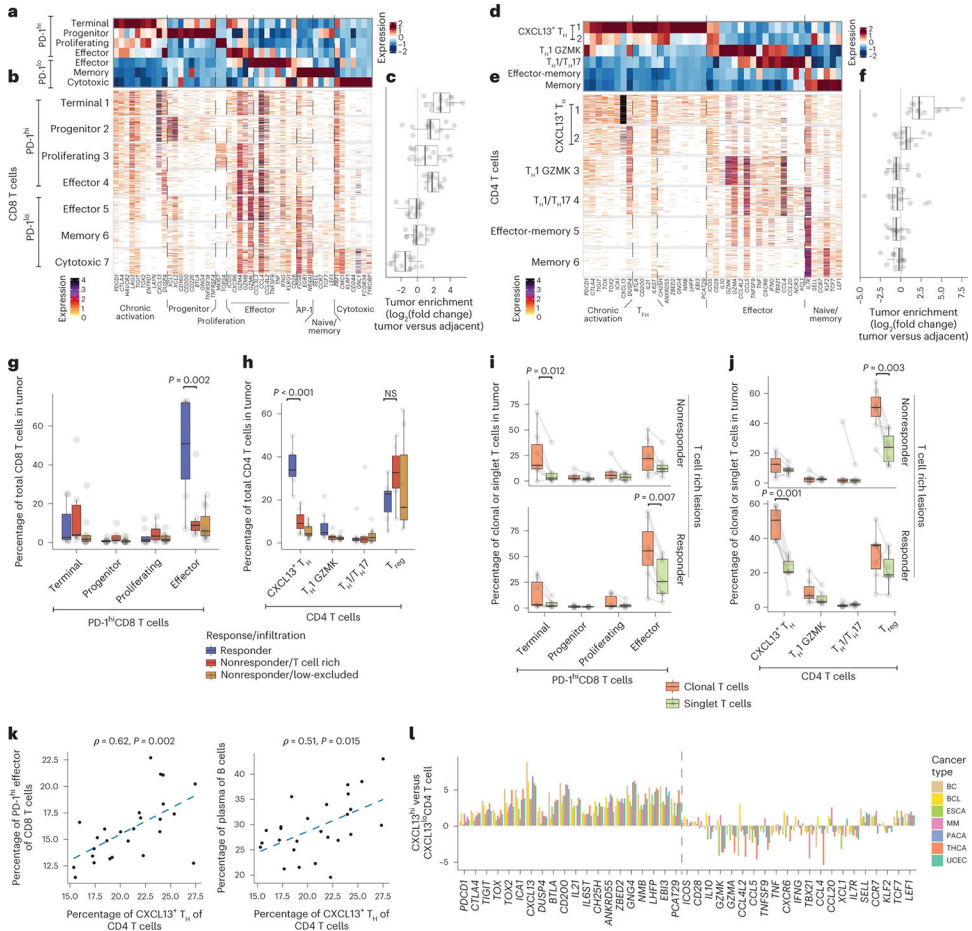 a
PD-1hi
PD-1lo
Terminal
Progenitor
Proliferating
Effector
Effector
Memory
Cytotoxic
Expression
2
0
−2
b
c
CD8 T cells
PD-1hi
PD-1lo
Terminal 1
Progenitor 2
Proliferating 3
Effector 4
Effector 5
Memory 6
Cytotoxic 7
Expression
4
3
2
1
0
Chronic activation
Progenitor
Proliferation
Effector
AP-1
Naive/memory
Cytotoxic
−2 0 2 4
Tumor enrichment
(log2(fold change)
tumor versus adjacent)
d
CXCL13+ TH
1
2
TH1 GZMK
TH1/TH17
Effector-memory
Memory
Expression
2
1
0
−1
−2
e
f
CD4 T cells
CXCL13+ TH
1
2
TH1 GZMK 3
TH1/TH17 4
Effector-memory 5
Memory 6
Expression
4
3
2
1
0
Chronic activation
TFH
Effector
Naive/memory
−5.0 −2.5 0 2.5 5.0 7.5
Tumor enrichment
(log2(fold change)
tumor versus adjacent)
g
P = 0.002
Percentage of total CD8 T cells in tumor
60
40
20
0
Terminal
Progenitor
Proliferating
Effector
PD-1hiCD8 T cells
h
P < 0.001
NS
Percentage of total CD4 T cells in tumor
60
40
20
0
CXCL13+ TH
TH1 GZMK
TH1/TH17
Treg
CD4 T cells
Response/infiltration
Responder
Nonresponder/T cell rich
Nonresponder/low-excluded
i
P = 0.012
P = 0.007
Percentage of clonal or singlet T cells in tumor
75
50
25
0
75
50
25
0
Nonresponder
Responder
T cell rich lesions
Terminal
Progenitor
Proliferating
Effector
PD-1hiCD8 T cells
j
P = 0.003
P = 0.001
Percentage of clonal or singlet T cells in tumor
60
40
20
0
60
40
20
0
Nonresponder
Responder
T cell rich lesions
CXCL13+ TH
TH1 GZMK
TH1/TH17
Treg
CD4 T cells
Clonal T cells
Singlet T cells
k
ρ = 0.62, P = 0.002
Percentage of PD-1hi effector
of CD8 T cells
22.5
20.0
17.5
15.0
12.5
15.0 17.5 20.0 22.5 25.0 27.5
Percentage of CXCL13+ TH of
CD4 T cells
ρ = 0.51, P = 0.015
Percentage of plasma of B cells
40
35
30
25
20
15.0 17.5 20.0 22.5 25.0 27.5
Percentage of CXCL13+ TH of
CD4 T cells
l
CXCL13hi versus
CXCL13loCD4 T cell
5
0
−5
PDCD1
CTLA4
TIGIT
TOX
TOX2
ICA1
CXCL13
DUSP4
BTLA
CD200
IL21
IL6ST
CH25H
ANKRD55
ZBED2
GNG4
NMB
LHFP
EBI3
PCAT29
ICOS
CD28
IL10
GZMK
GZMA
CCL4L2
CCL5
TNFSF9
TNF
CXCR6
IFNG
TBX21
CCL4
CCL20
XCL1
IL7R
SELL
CCR7
KLF2
TCF7
LEF1
Cancer
type
BC
BCL
ESCA
MM
PACA
THCA
UCEC